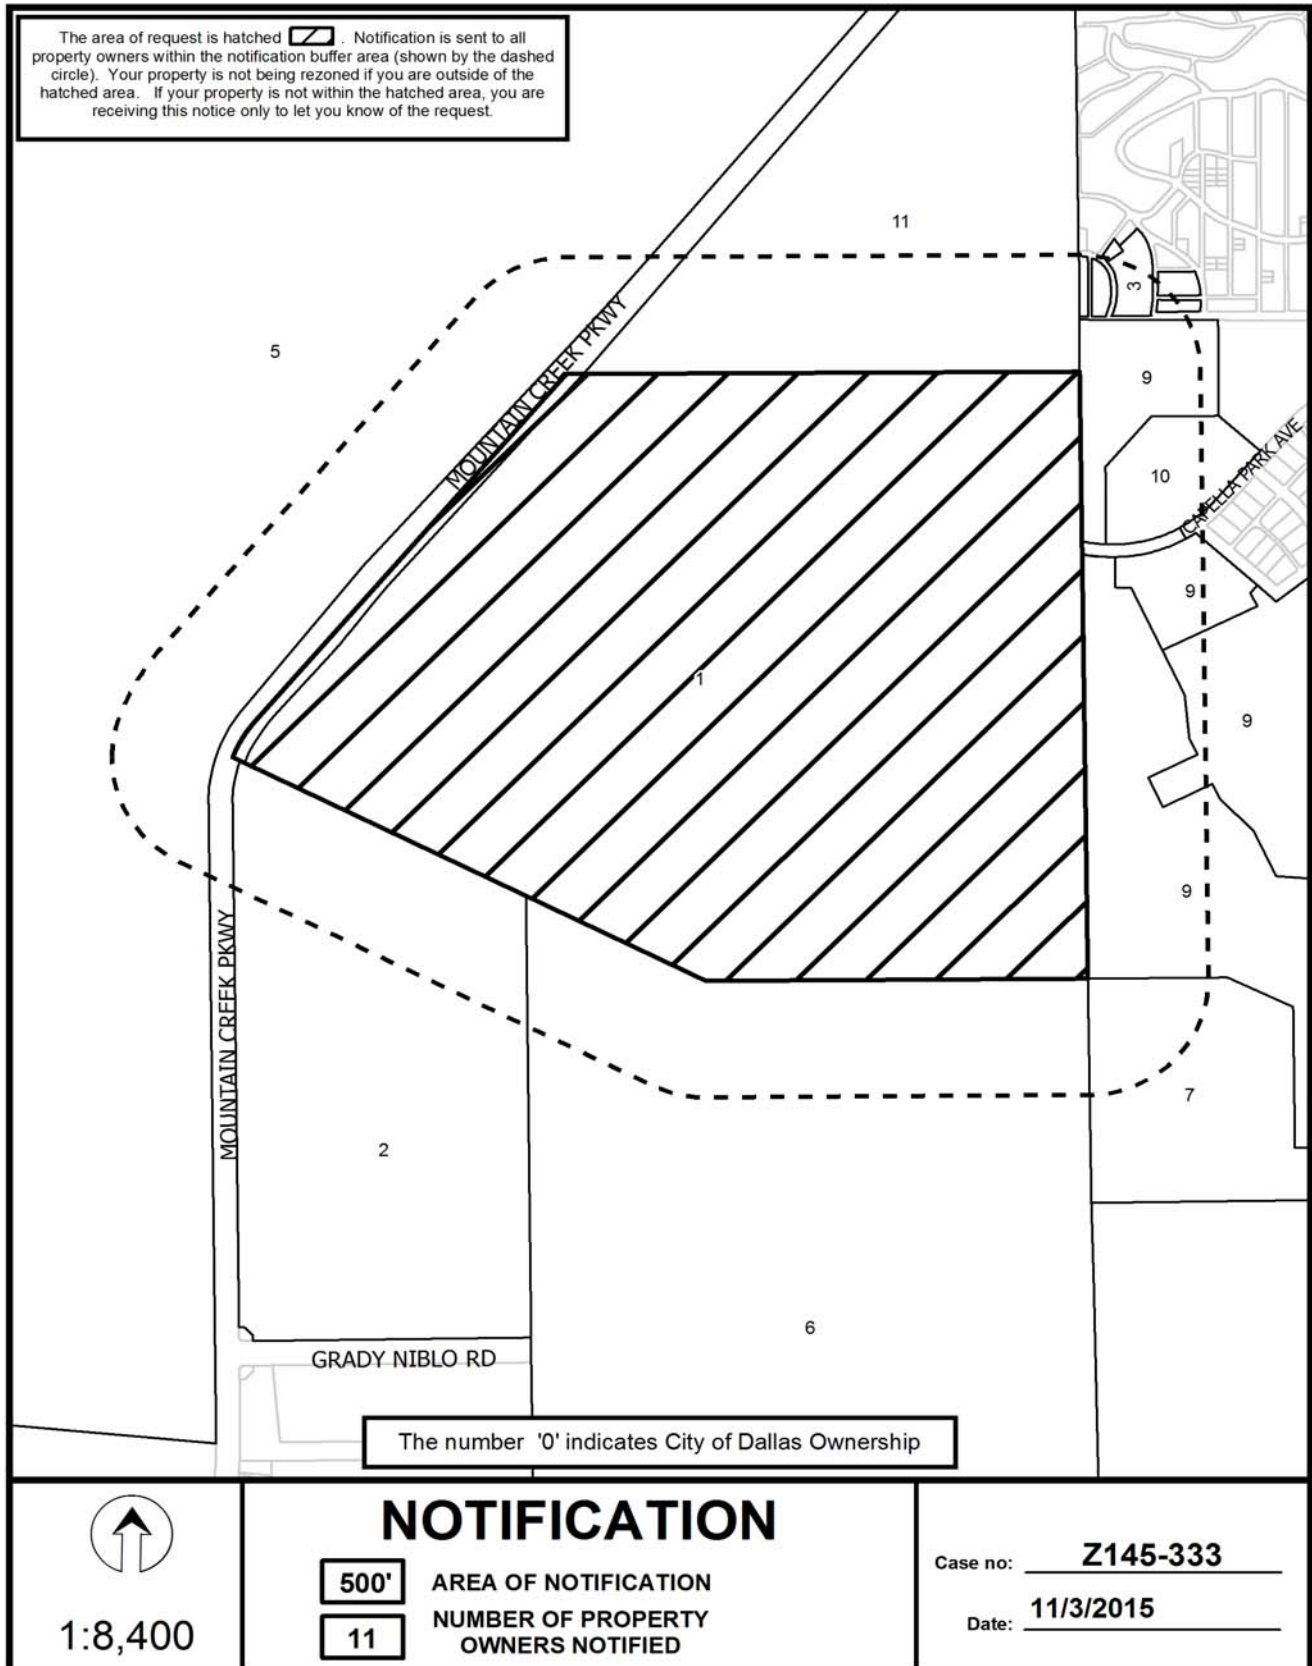 The area of request is hatched . Notification is sent to all
property owners within the notification buffer area (shown by the dashed
circle). Your property is not being rezoned if you are outside of the
hatched area. If your property is not within the hatched area, you are
receiving this notice only to let you know of the request.
11
3
5
MOUNTAIN CREEK PKWY
9
CAPELLA PARK AVE
10
9
1
9
9
MOUNTAIN CREEK PKWY
7
2
6
GRADY NIBLO RD
The number '0' indicates City of Dallas Ownership
1:8,400
NOTIFICATION
500' AREA OF NOTIFICATION
11 NUMBER OF PROPERTY
OWNERS NOTIFIED
Case no: Z145-333
Date: 11/3/2015